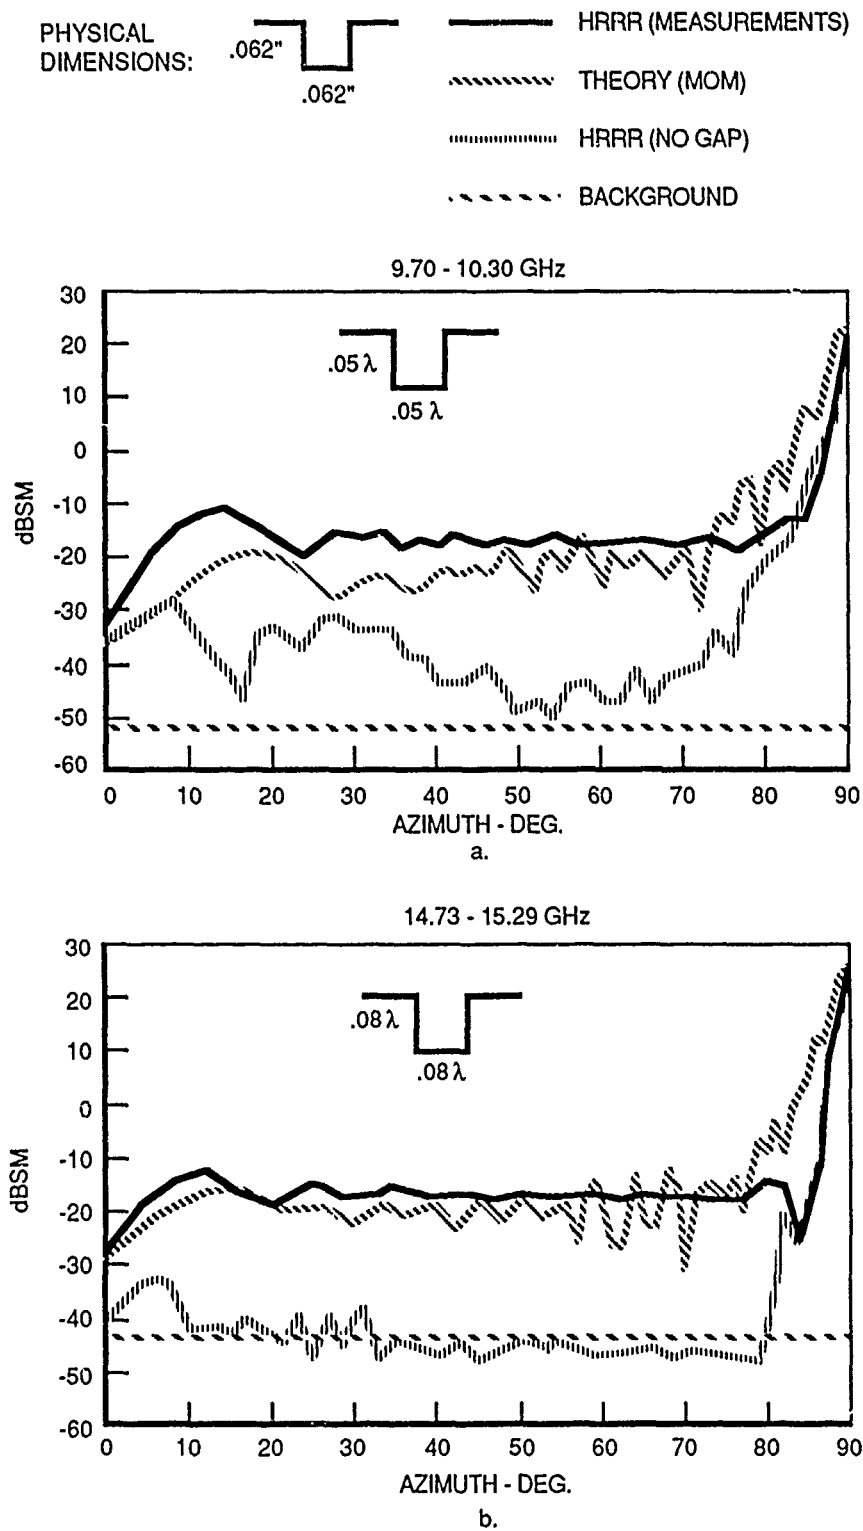 PHYSICAL
DIMENSIONS:
.062"
.062"
HRRR (MEASUREMENTS)
THEORY (MOM)
HRRR (NO GAP)
BACKGROUND
9.70 - 10.30 GHz
30
20
10
0
-10
-20
-30
-40
-50
-60
dBSM
.05 λ
.05 λ
0 10 20 30 40 50 60 70 80 90
AZIMUTH - DEG.
a.
14.73 - 15.29 GHz
30
20
10
0
-10
-20
-30
-40
-50
-60
dBSM
.08 λ
.08 λ
0 10 20 30 40 50 60 70 80 90
AZIMUTH - DEG.
b.